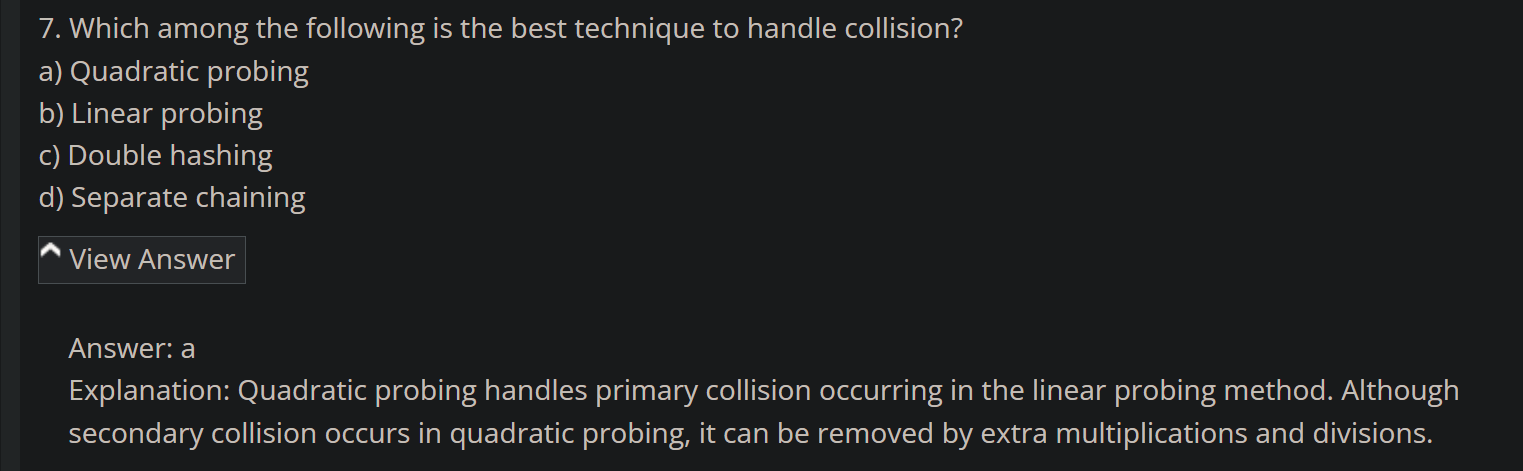 7. Which among the following is the best technique to handle collision?
a) Quadratic probing
b) Linear probing
c) Double hashing
d) Separate chaining
View Answer
Answer: a
Explanation: Quadratic probing handles primary collision occurring in the linear probing method. Although
secondary collision occurs in quadratic probing, it can be removed by extra multiplications and divisions.